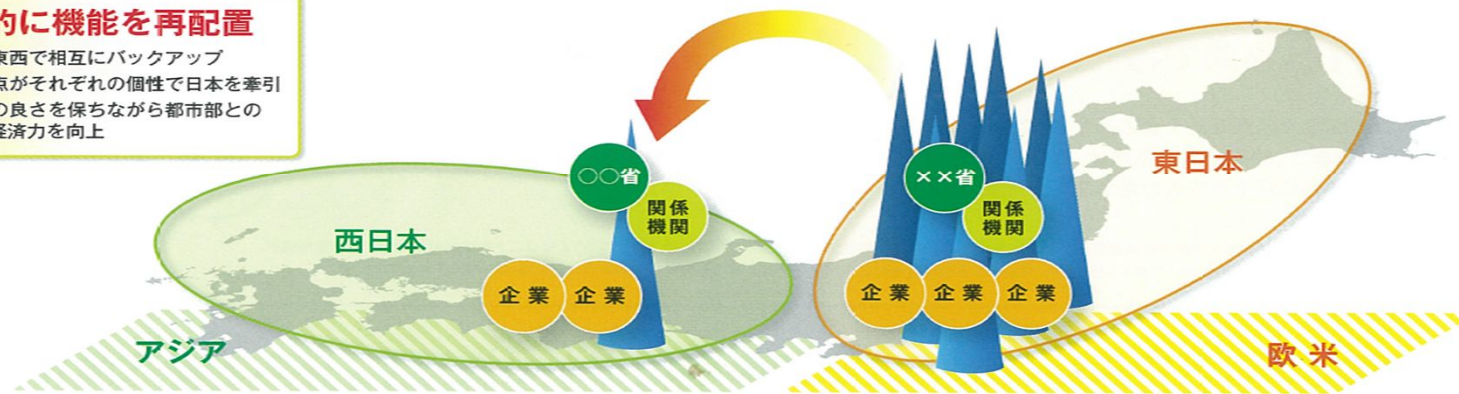 的に機能を再配置
東西で相互にバックアップ
点がそれぞれの個性で日本を牽引
の良さを保ちながら都市部との
経済力を向上
○○省
関係
機関
××省
関係
機関
東日本
西日本
企業
企業
企業
企業
企業
アジア
欧米